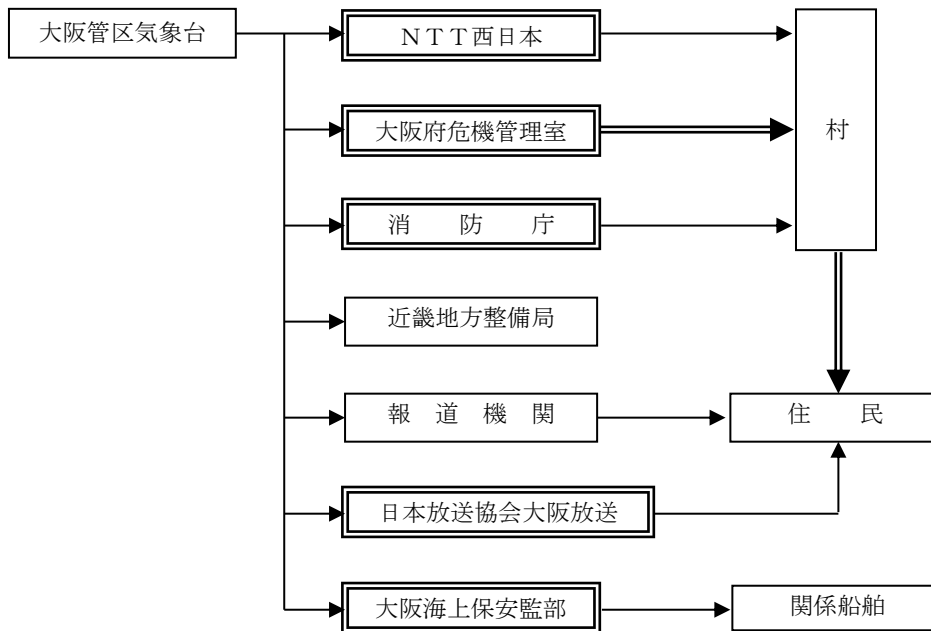 大阪管区気象台
ＮＴＴ西日本
大阪府危機管理室
村
消　防　庁
近畿地方整備局
報　道　機　関
住　民
日本放送協会大阪放送
大阪海上保安監部
関係船舶